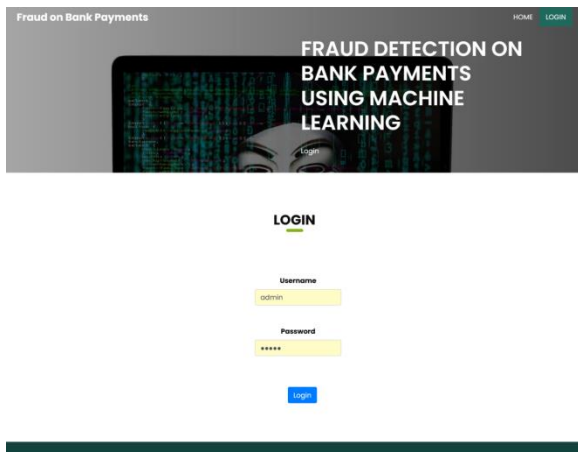 Fraud on Bank Payments
HOME
LOGIN
FRAUD DETECTION ON
BANK PAYMENTS
USING MACHINE
LEARNING
Login
LOGIN
Username
admin
Password
•••••
Login